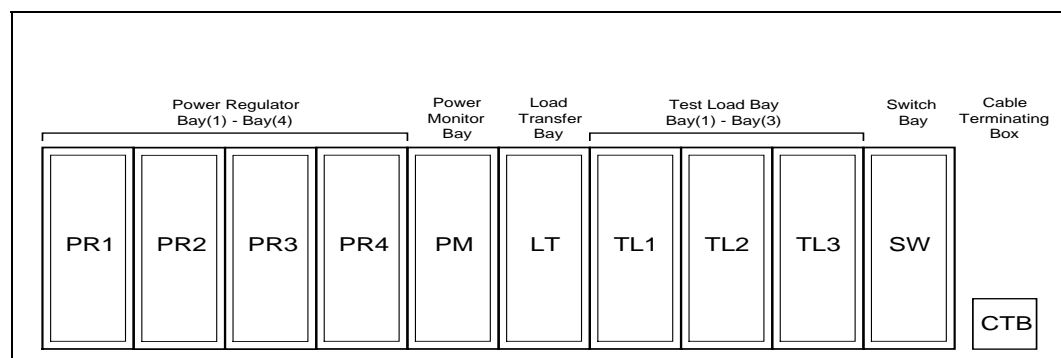 Power Regulator
Bay(1) - Bay(4)
Power
Monitor
Bay
Load
Transfer
Bay
Test Load Bay
Bay(1) - Bay(3)
Switch
Bay
Cable
Terminating
Box
PR1
PR2
PR3
PR4
PM
LT
TL1
TL2
TL3
SW
CTB